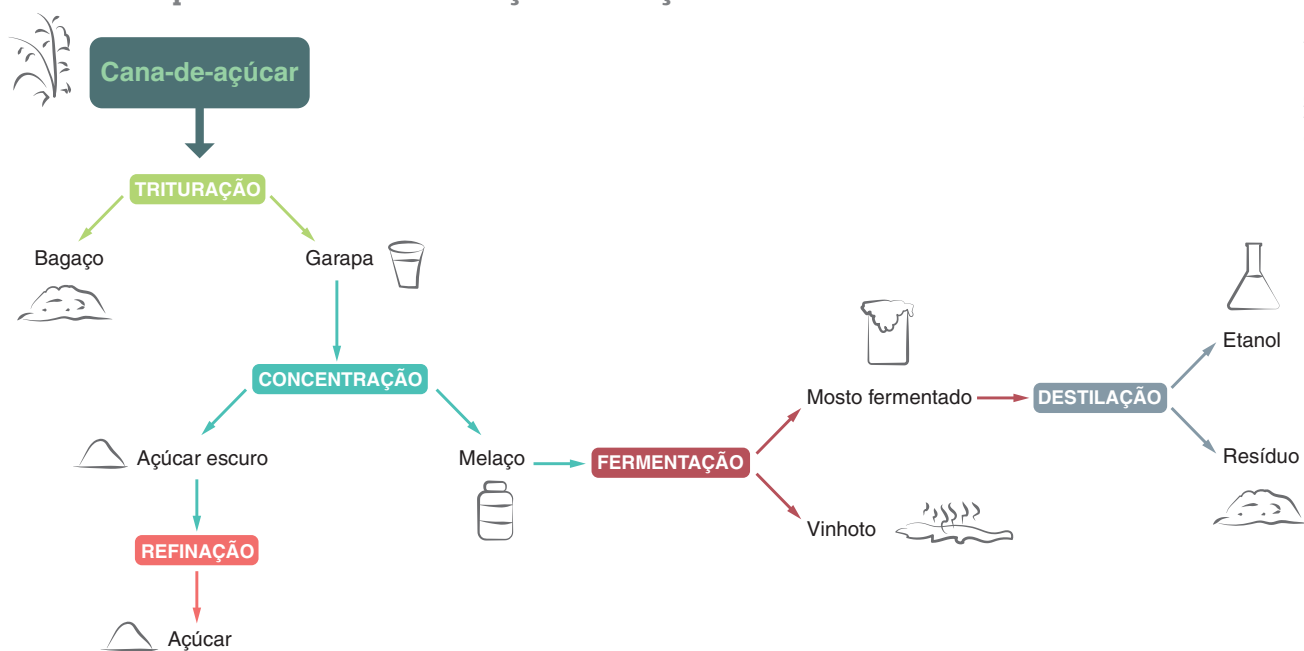 Cana-de-açúcar
TRITURAÇÃO
Bagaço
Garapa
CONCENTRAÇÃO
Açúcar escuro
Melaço
FERMENTAÇÃO
Mosto fermentado
DESTILAÇÃO
Etanol
Resíduo
Vinhoto
REFINAÇÃO
Açúcar